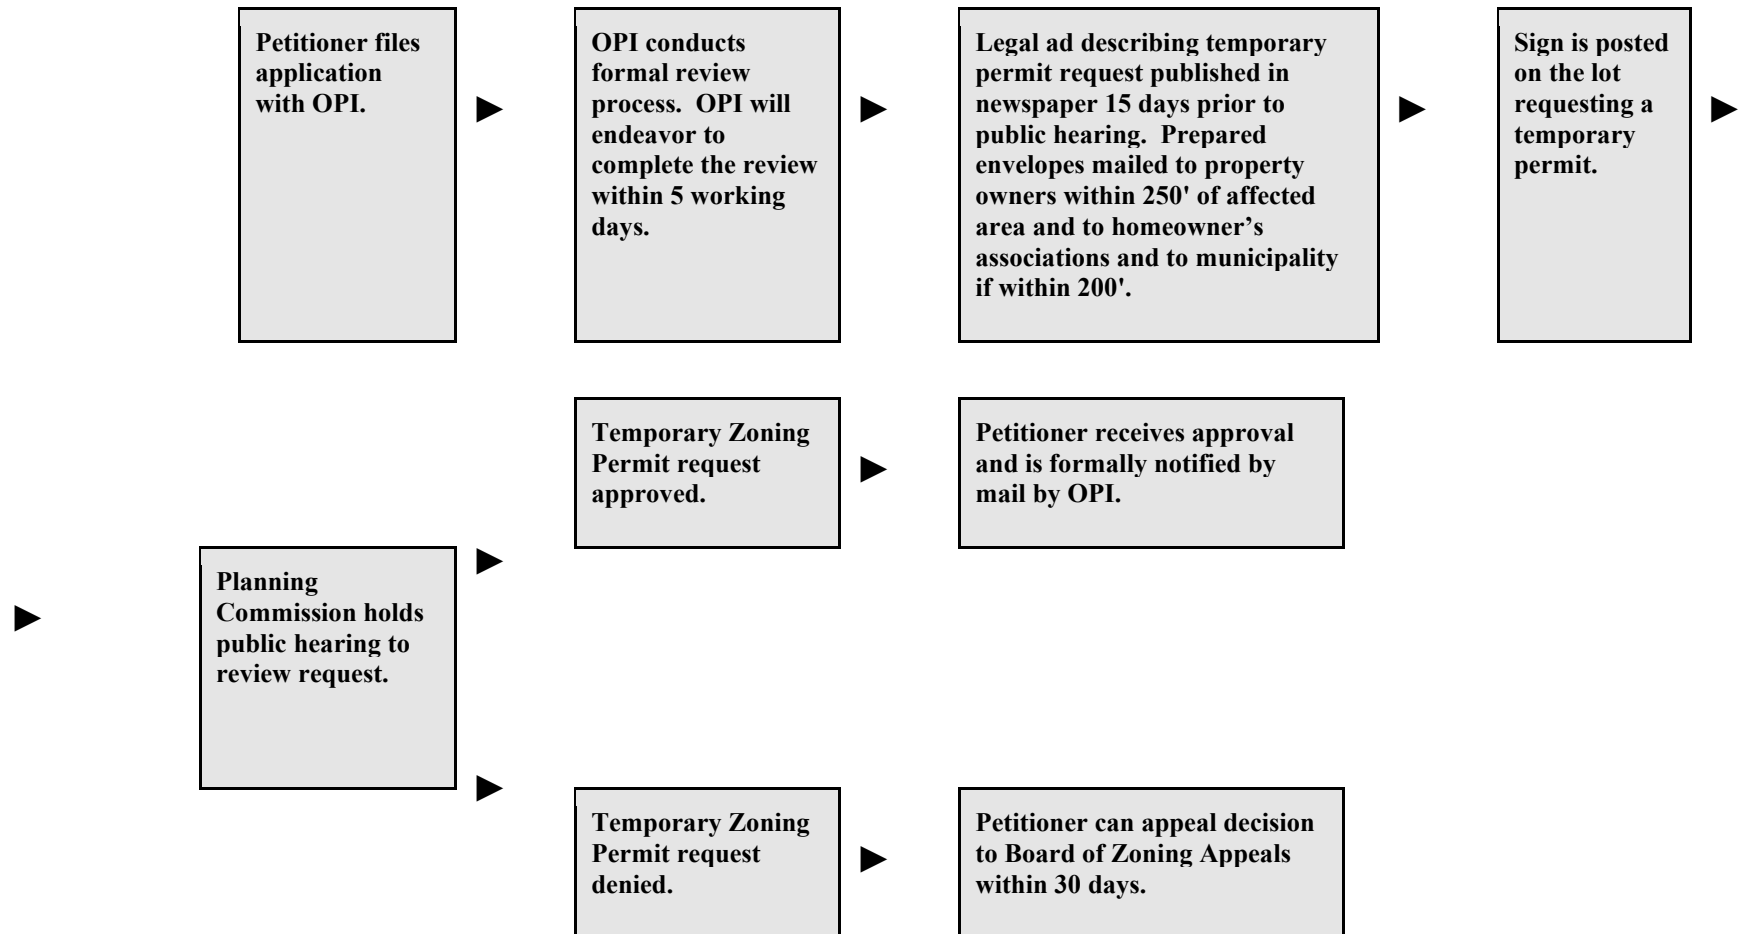 Petitioner files
application
with OPI.
OPI conducts
formal review
process.  OPI will
endeavor to
complete the review
within 5 working
days.
Legal ad describing temporary
permit request published in
newspaper 15 days prior to
public hearing.  Prepared
envelopes mailed to property
owners within 250' of affected
area and to homeowner’s
associations and to municipality
if within 200'.
Sign is posted
on the lot
requesting a
temporary
permit.
Planning
Commission holds
public hearing to
review request.
Temporary Zoning
Permit request
approved.
Petitioner receives approval
and is formally notified by
mail by OPI.
Temporary Zoning
Permit request
denied.
Petitioner can appeal decision
to Board of Zoning Appeals
within 30 days.